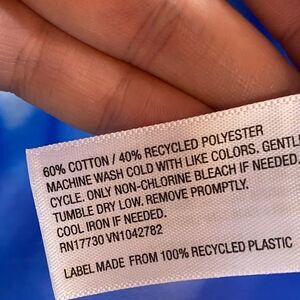 60% COTTON / 40% RECYCLED POLYESTER
MACHINE WASH COLD WITH LIKE COLORS. GENTL
CYCLE. ONLY NON-CHLORINE BLEACH IF NEEDED.
TUMBLE DRY LOW. REMOVE PROMPTLY.
COOL IRON IF NEEDED.
RN17730 VN1042782
LABEL MADE FROM 100% RECYCLED PLASTIC